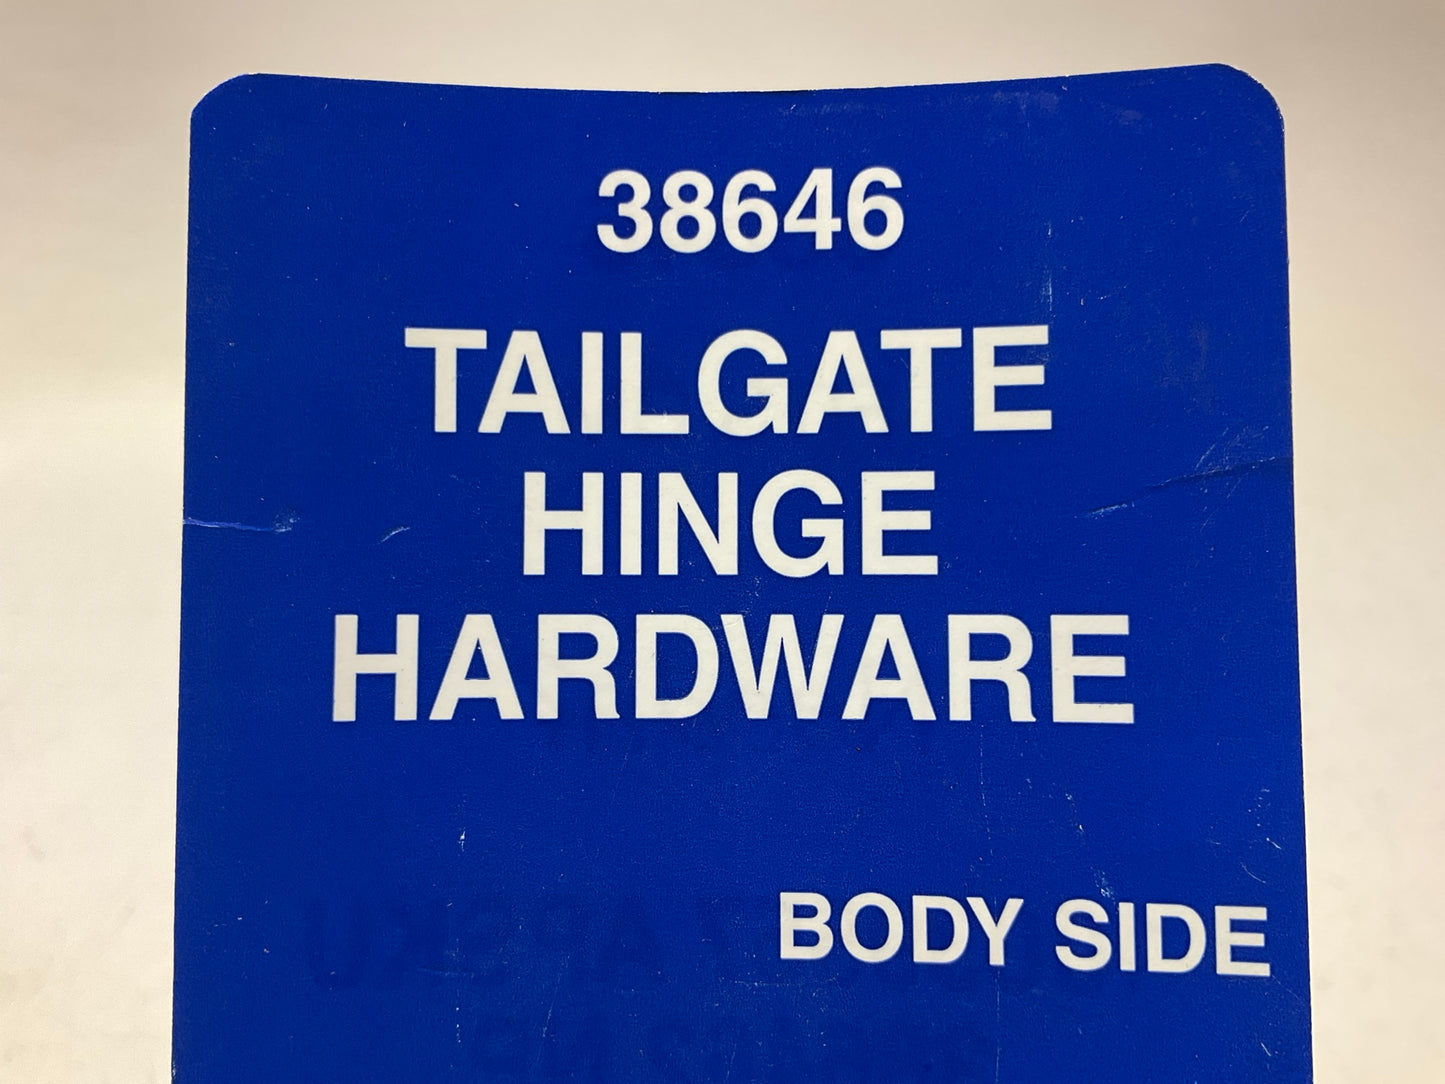 38646
TAILGATE
HINGE
HARDWARE
BODY SIDE